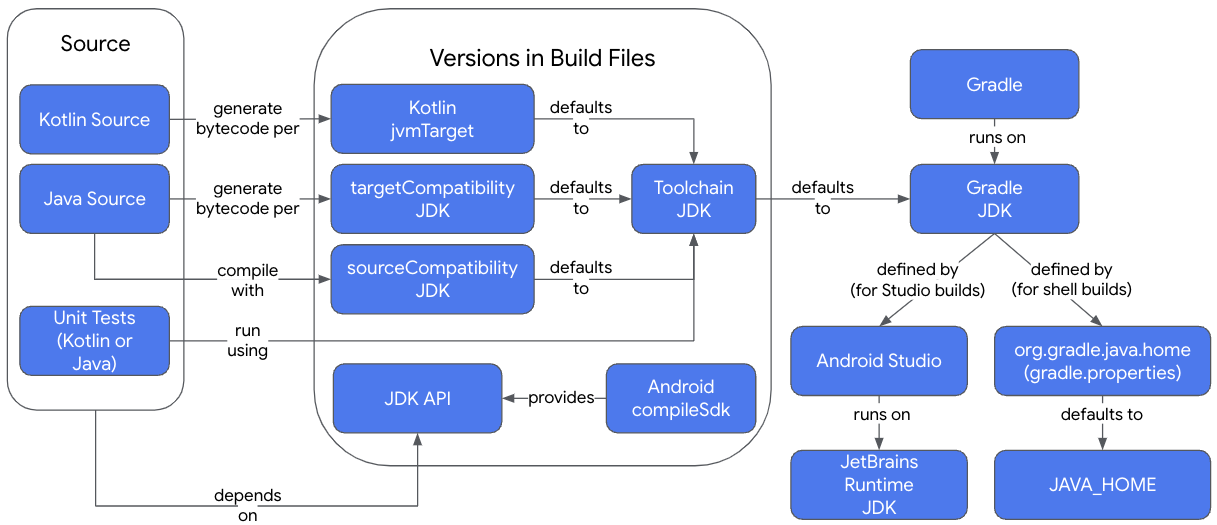 Source
Kotlin Source
Java Source
Unit Tests
(Kotlin or
Java)
generate
bytecode per
generate
bytecode per
compile
with
run
using
depends
on
Versions in Build Files
Kotlin
jvmTarget
targetCompatibility
JDK
sourceCompatibility
JDK
defaults
to
defaults
to
defaults
to
Toolchain
JDK
JDK API
provides
Android
compileSdk
defaults
to
Gradle
runs on
Gradle
JDK
defined by
(for Studio builds)
defined by
(for shell builds)
Android Studio
org.gradle.java.home
(gradle.properties)
runs on
defaults to
JetBrains
Runtime
JDK
JAVA_HOME